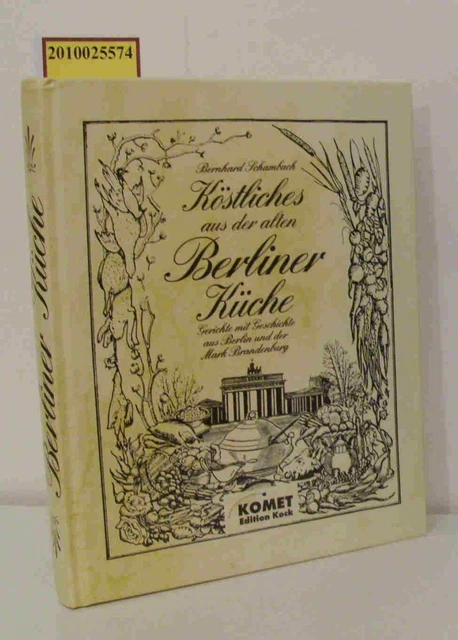 2010025574
Bernhard Schambach
Köstliches
aus der alten
Berliner
Küche
Gerichte mit Geschichte
aus Berlin und der
Mark Brandenburg
KOMET
Edition Kock
Berliner Küche